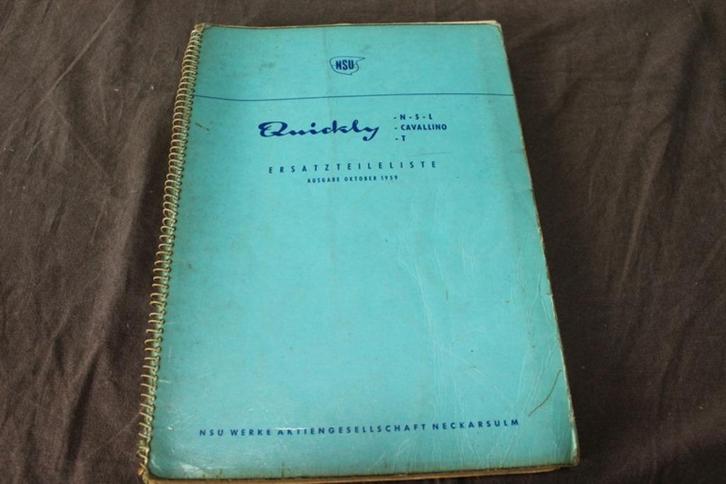 NSU
Quickly - N - S - L
- CAVALLINO
- T
ERSATZTEILELISTE
AUSGABE OKTOBER 1959
NSU WERKE AKTIENGESELLSCHAFT NECKARSULM